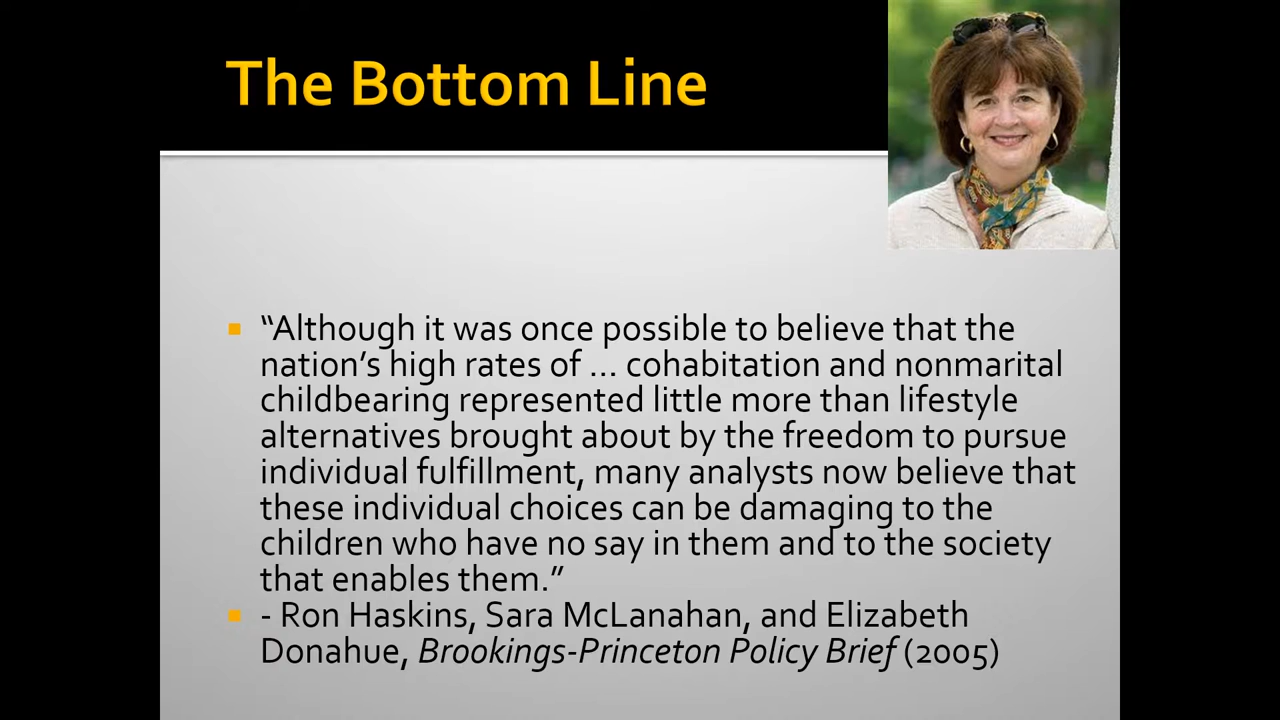 The Bottom Line
“Although it was once possible to believe that the
nation’s high rates of ... cohabitation and nonmarital
childbearing represented little more than lifestyle
alternatives brought about by the freedom to pursue
individual fulfillment, many analysts now believe that
these individual choices can be damaging to the
children who have no say in them and to the society
that enables them.”
- Ron Haskins, Sara McLanahan, and Elizabeth
Donahue, Brookings-Princeton Policy Brief (2005)